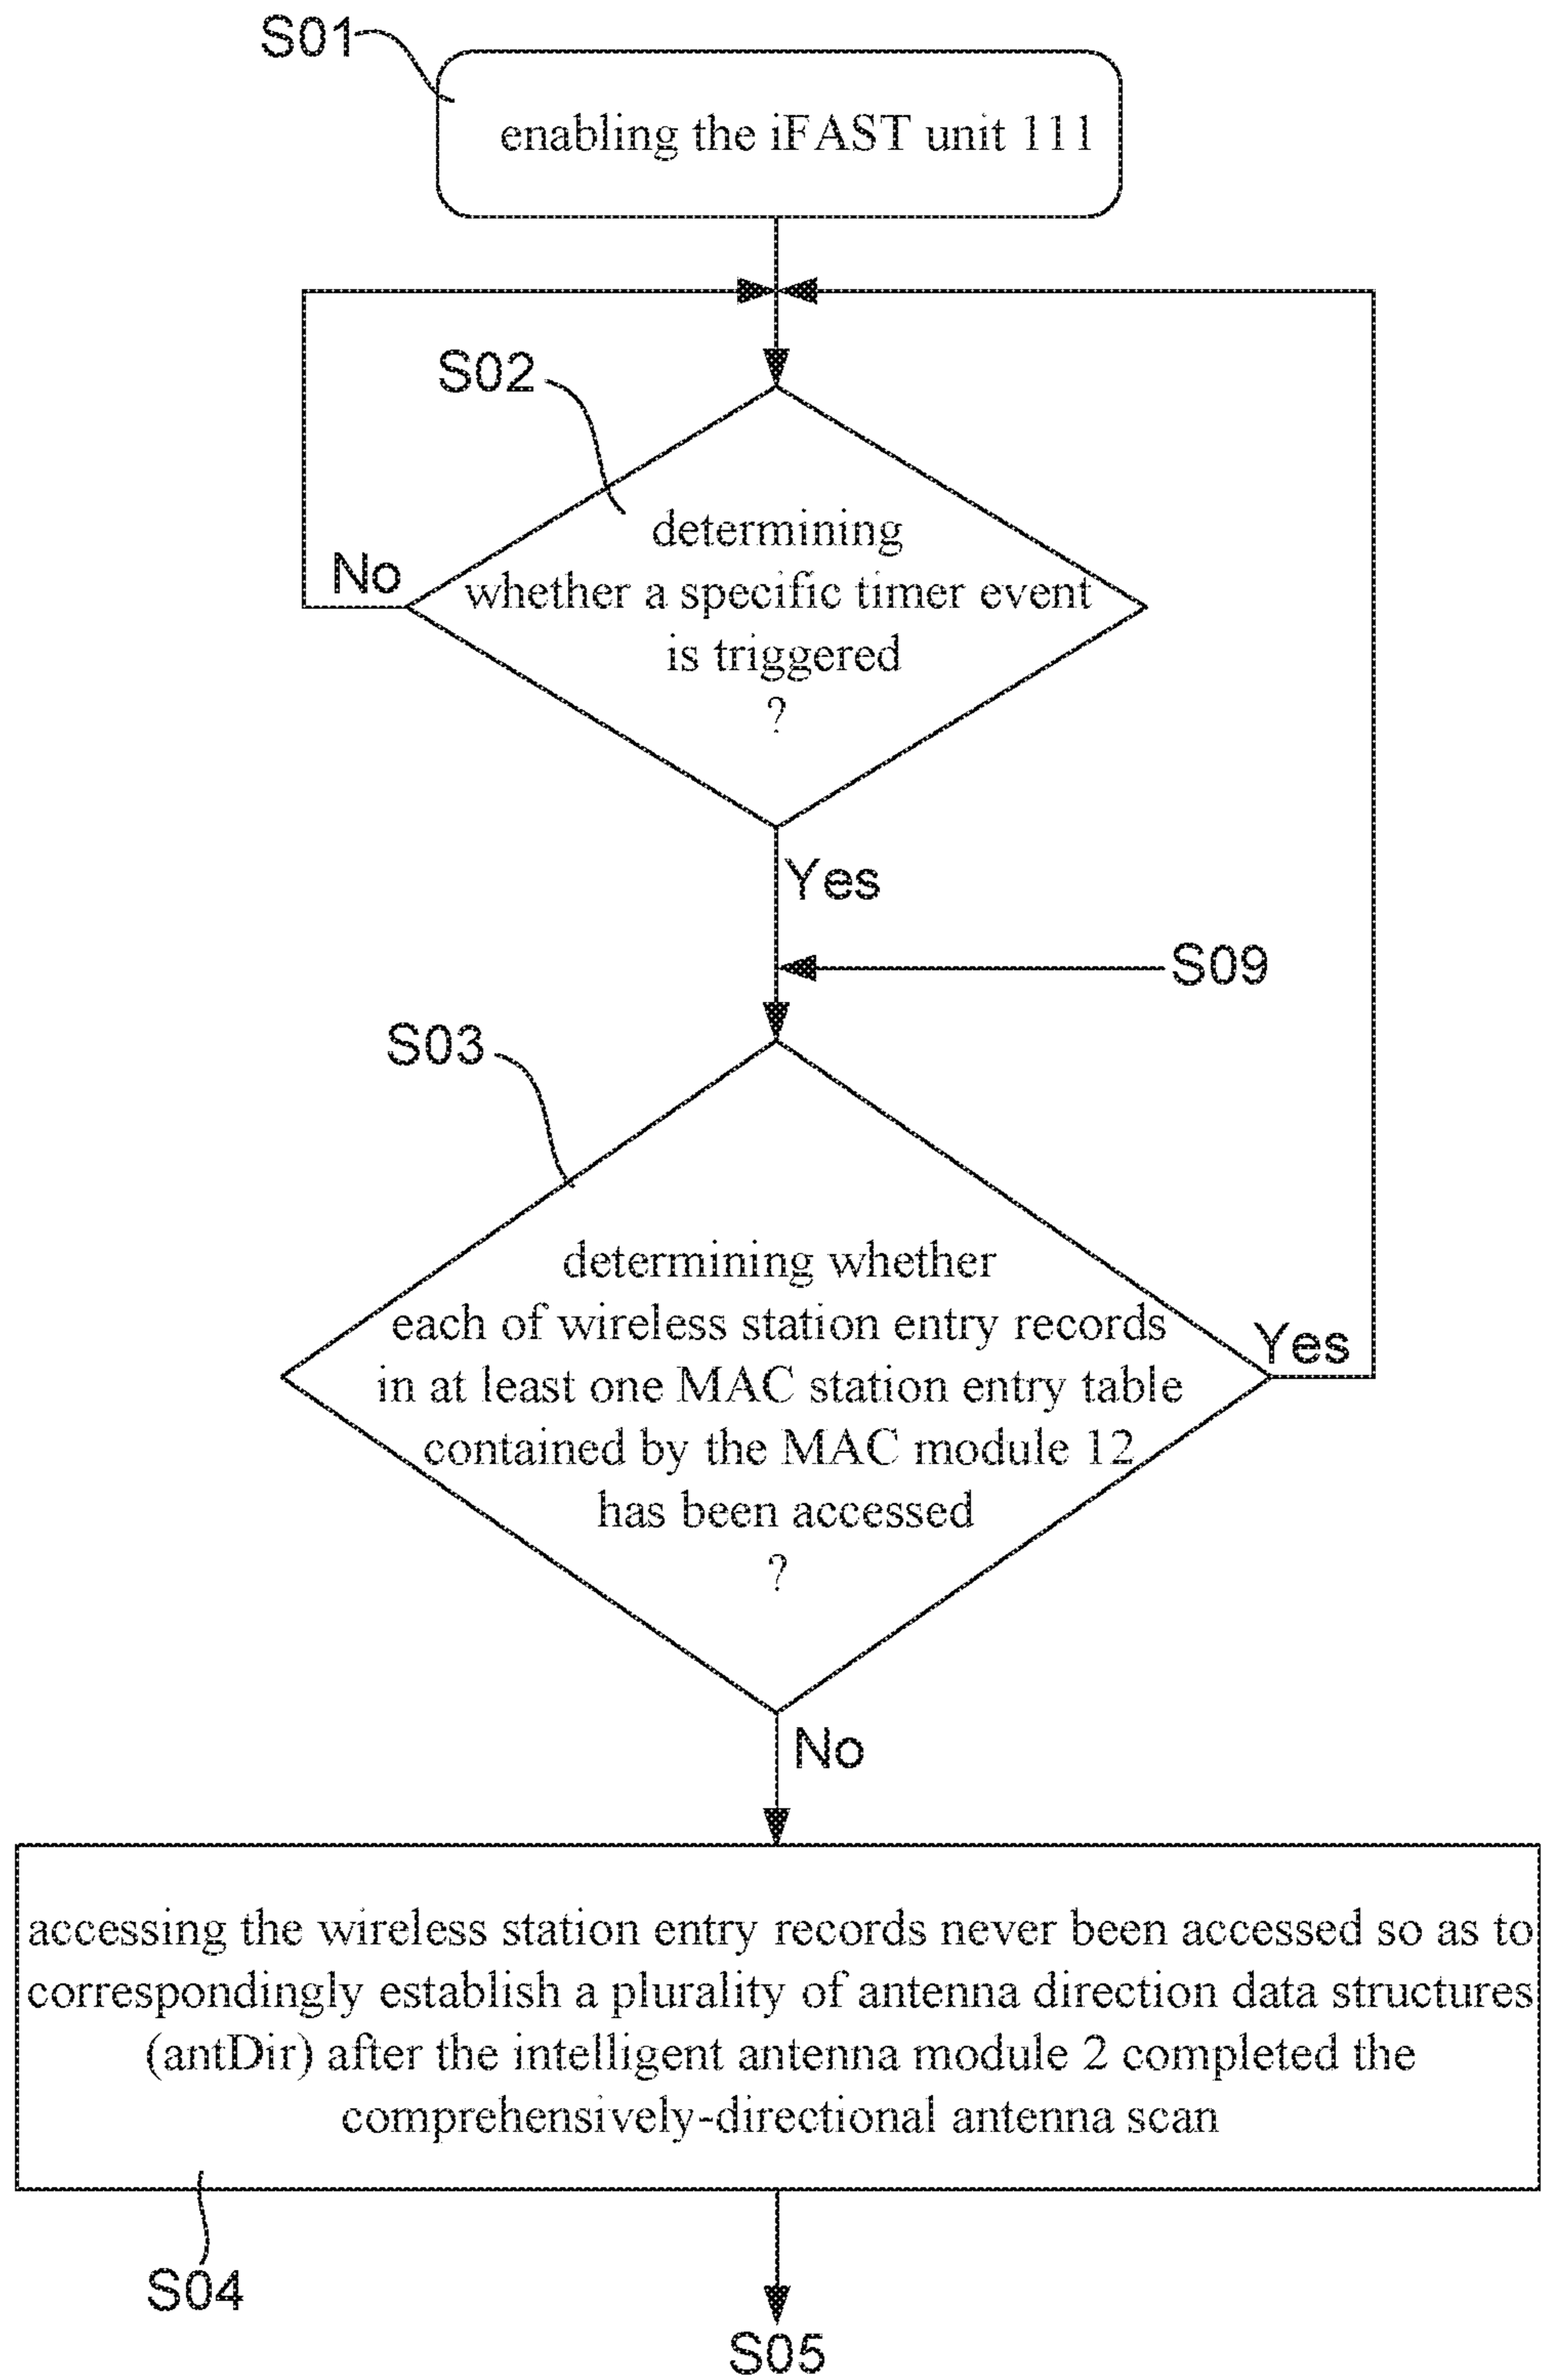 S01
enabling the iFAST unit 111
S02
determining
whether a specific timer event
is triggered
?
No
Yes
S09
S03
determining whether
each of wireless station entry records
in at least one MAC station entry table
contained by the MAC module 12
has been accessed
?
Yes
No
accessing the wireless station entry records never been accessed so as to
correspondingly establish a plurality of antenna direction data structures
(antDir) after the intelligent antenna module 2 completed the
comprehensively-directional antenna scan
S04
S05